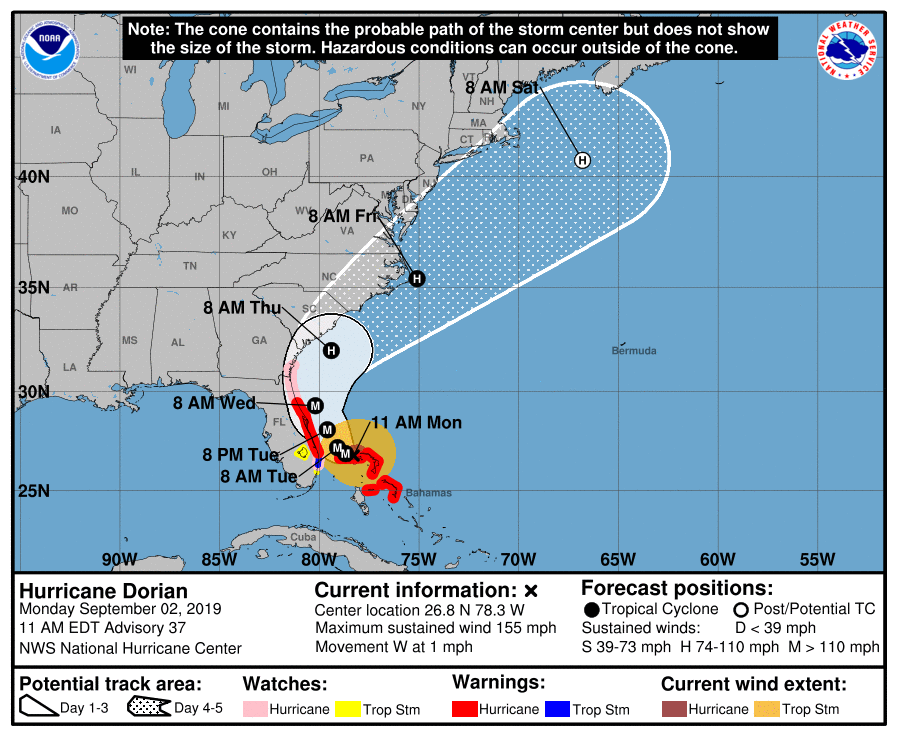 Note: The cone contains the probable path of the storm center but does not show
the size of the storm. Hazardous conditions can occur outside of the cone.
NOAA
NATIONAL WEATHER SERVICE
WI
MI
NY
VT
NH
8 AM Sat
MA
CT
RI
IA
IL
IN
OH
PA
NJ
40N
MO
WV
DE
8 AM Fri
VA
KY
TN
NC
35N
AR
SC
8 AM Thu
MS
AL
GA
LA
Bermuda
30N
8 AM Wed
FL
11 AM Mon
8 PM Tue
8 AM Tue
25N
Bahamas
Cuba
90W
85W
80W
75W
70W
65W
60W
55W
H
H
H
M
M
M
M
Hurricane Dorian
Monday September 02, 2019
11 AM EDT Advisory 37
NWS National Hurricane Center
Current information: ×
Center location 26.8 N 78.3 W
Maximum sustained wind 155 mph
Movement W at 1 mph
Forecast positions:
Tropical Cyclone Post/Potential TC
Sustained winds: D < 39 mph
S 39-73 mph H 74-110 mph M > 110 mph
Potential track area:
Day 1-3 Day 4-5
Watches:
Hurricane Trop Stm
Warnings:
Hurricane Trop Stm
Current wind extent:
Hurricane Trop Stm